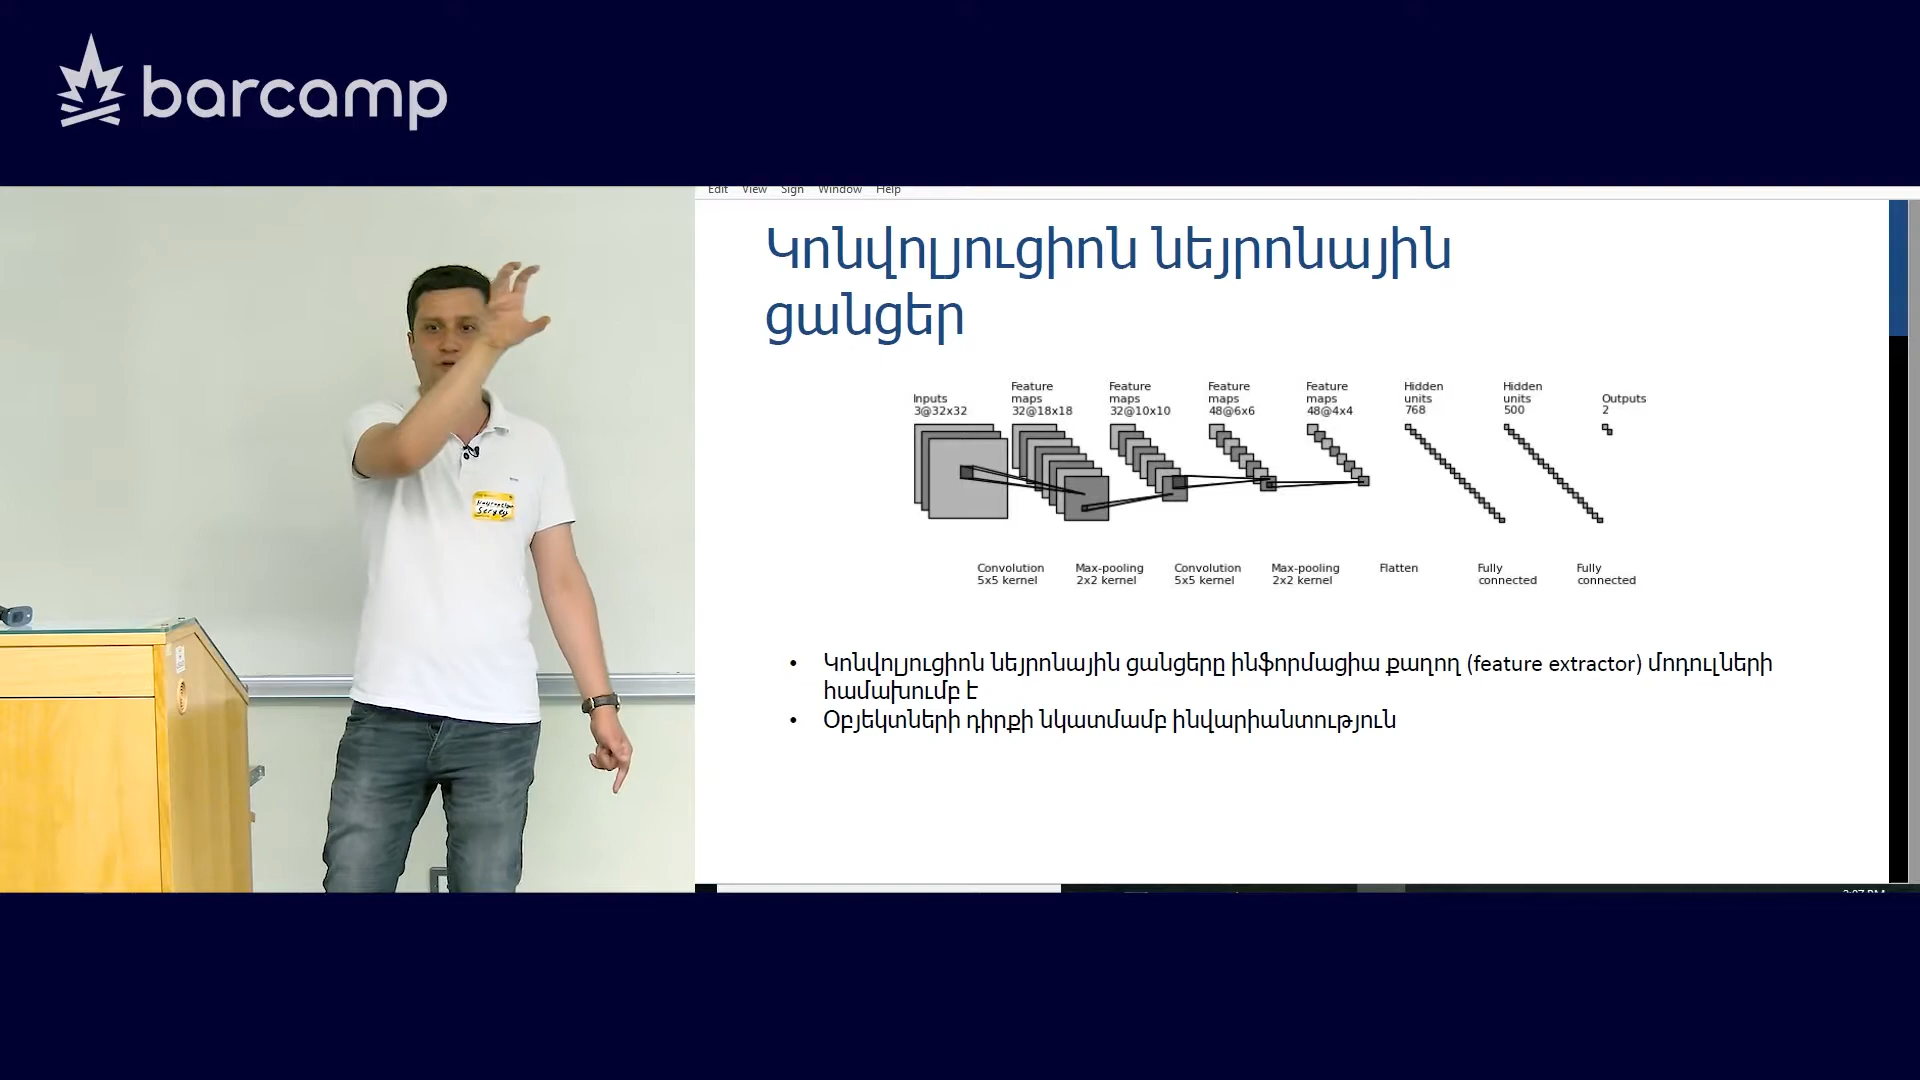 barcamp
Edit View Sign Window Help
Կոնվոլյուցիոն նեյրոնային
ցանցեր
Inputs
3@32x32
Feature
maps
32@18x18
Feature
maps
32@10x10
Feature
maps
48@6x6
Feature
maps
48@4x4
Hidden
units
768
Hidden
units
500
Outputs
2
Convolution
5x5 kernel
Max-pooling
2x2 kernel
Convolution
5x5 kernel
Max-pooling
2x2 kernel
Flatten
Fully
connected
Fully
connected
• Կոնվոլյուցիոն նեյրոնային ցանցերը ինֆորմացիա քաղող (feature extractor) մոդուլների
համախումբ է
• Օբյեկտների դիրքի նկատմամբ ինվարիանտություն
Sergey